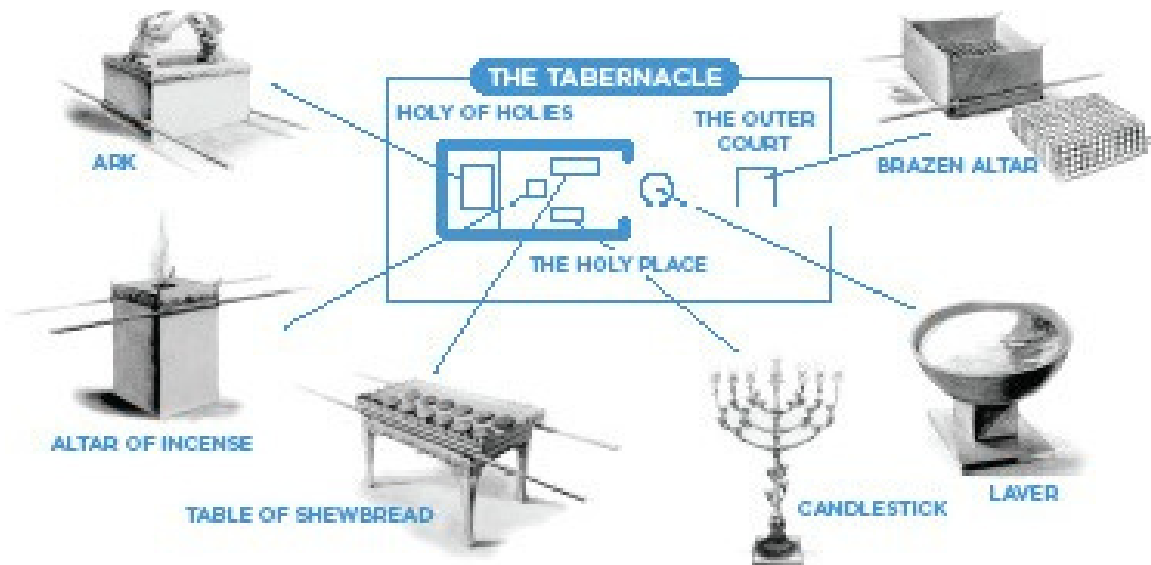 THE TABERNACLE
HOLY OF HOLIES
THE OUTER
COURT
ARK
BRAZEN ALTAR
THE HOLY PLACE
ALTAR OF INCENSE
TABLE OF SHEWBREAD
CANDLESTICK
LAVER